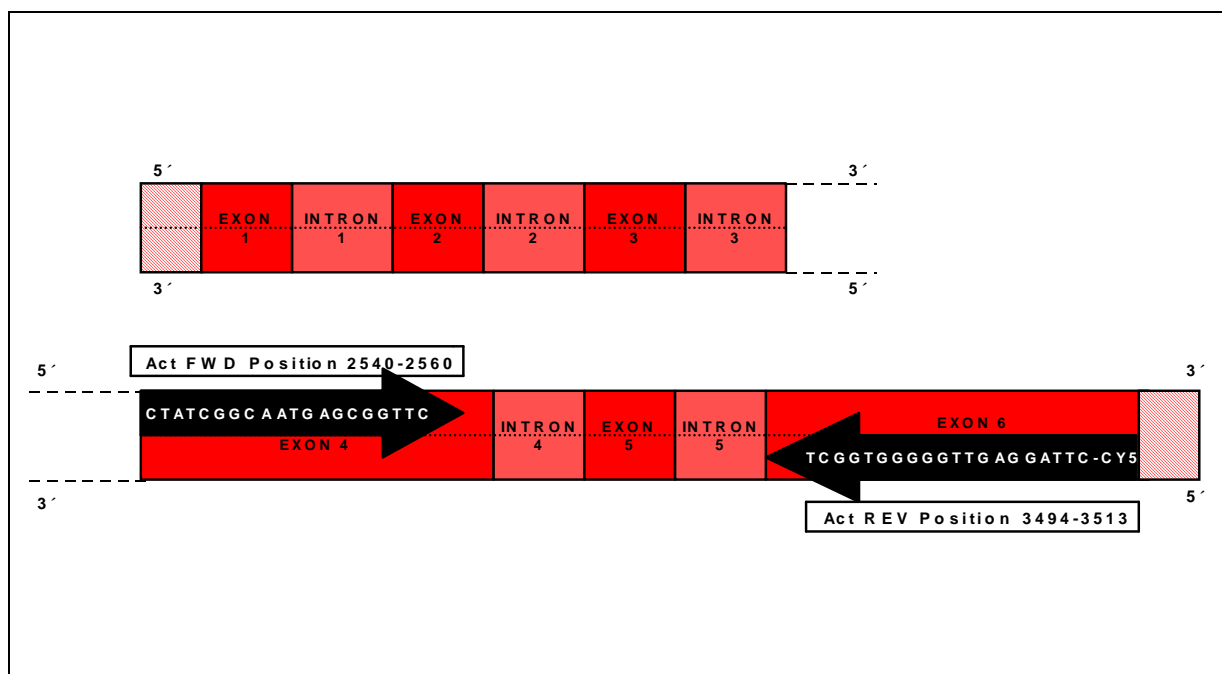 5´ 3´
EXON 1 INTRON 1 EXON 2 INTRON 2 EXON 3 INTRON 3
3´ 5´
Act FWD Position 2540-2560
5´ 3´
CTATCGGCAATGAGCGGTTC
EXON 4 INTRON 4 EXON 5 INTRON 5 EXON 6
TCGGTGGGGGTTGAGGATTC-CY5
3´ 5´
Act REV Position 3494-3513